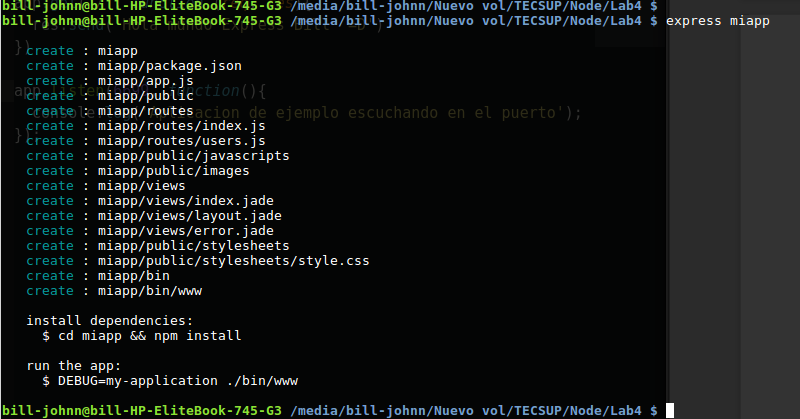 bill-johnn@bill-HP-EliteBook-745-G3 /media/bill-johnn/Nuevo vol/TECSUP/Node/Lab4 $
bill-johnn@bill-HP-EliteBook-745-G3 /media/bill-johnn/Nuevo vol/TECSUP/Node/Lab4 $ express miapp
create : miapp
create : miapp/package.json
create : miapp/app.js
create : miapp/public
create : miapp/routes
create : miapp/routes/index.js
create : miapp/routes/users.js
create : miapp/public/javascripts
create : miapp/public/images
create : miapp/views
create : miapp/views/index.jade
create : miapp/views/layout.jade
create : miapp/views/error.jade
create : miapp/public/stylesheets
create : miapp/public/stylesheets/style.css
create : miapp/bin
create : miapp/bin/www
install dependencies:
$ cd miapp && npm install
run the app:
$ DEBUG=my-application ./bin/www
bill-johnn@bill-HP-EliteBook-745-G3 /media/bill-johnn/Nuevo vol/TECSUP/Node/Lab4 $